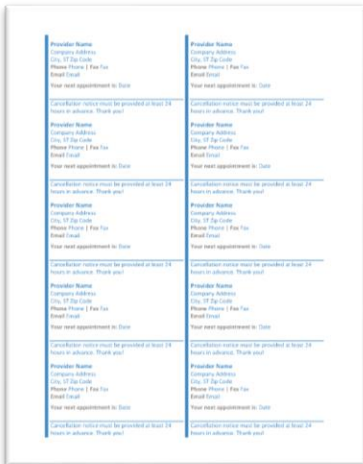 Provider Name
Company Address
City, ST Zip Code
Phone Phone | Fax Fax
Email Email
Your next appointment is: Date
Cancellation notice must be provided at least 24
hours in advance. Thank you!
Provider Name
Company Address
City, ST Zip Code
Phone Phone | Fax Fax
Email Email
Your next appointment is: Date
Cancellation notice must be provided at least 24
hours in advance. Thank you!
Provider Name
Company Address
City, ST Zip Code
Phone Phone | Fax Fax
Email Email
Your next appointment is: Date
Cancellation notice must be provided at least 24
hours in advance. Thank you!
Provider Name
Company Address
City, ST Zip Code
Phone Phone | Fax Fax
Email Email
Your next appointment is: Date
Cancellation notice must be provided at least 24
hours in advance. Thank you!
Provider Name
Company Address
City, ST Zip Code
Phone Phone | Fax Fax
Email Email
Your next appointment is: Date
Cancellation notice must be provided at least 24
hours in advance. Thank you!
Provider Name
Company Address
City, ST Zip Code
Phone Phone | Fax Fax
Email Email
Your next appointment is: Date
Cancellation notice must be provided at least 24
hours in advance. Thank you!
Provider Name
Company Address
City, ST Zip Code
Phone Phone | Fax Fax
Email Email
Your next appointment is: Date
Cancellation notice must be provided at least 24
hours in advance. Thank you!
Provider Name
Company Address
City, ST Zip Code
Phone Phone | Fax Fax
Email Email
Your next appointment is: Date
Cancellation notice must be provided at least 24
hours in advance. Thank you!
Provider Name
Company Address
City, ST Zip Code
Phone Phone | Fax Fax
Email Email
Your next appointment is: Date
Cancellation notice must be provided at least 24
hours in advance. Thank you!
Provider Name
Company Address
City, ST Zip Code
Phone Phone | Fax Fax
Email Email
Your next appointment is: Date
Cancellation notice must be provided at least 24
hours in advance. Thank you!